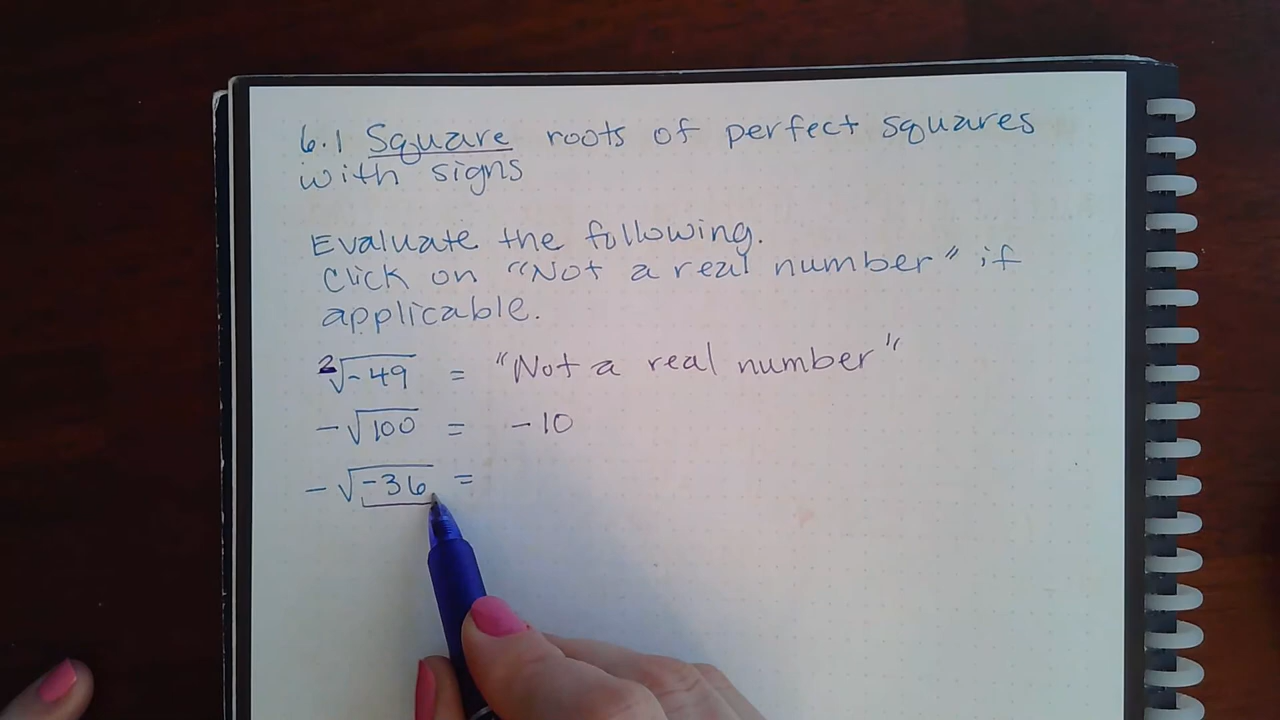 6.1 Square roots of perfect squares
with signs
Evaluate the following.
Click on "Not a real number" if
applicable.
²√-49 = "Not a real number"
-√100 = -10
-√-36 =